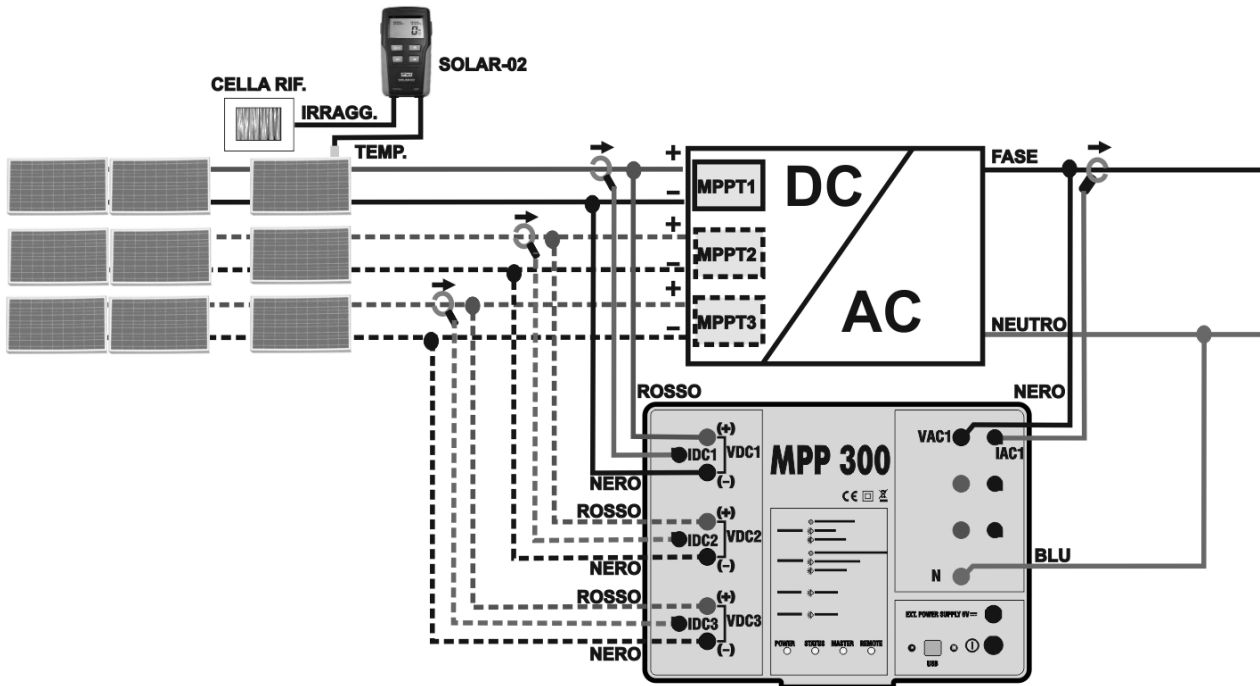 SOLAR-02
CELLA RIF.
IRRAGG.
TEMP.
+
MPPT1
DC
FASE
–
+
MPPT2
–
+
MPPT3
AC
NEUTRO
–
ROSSO
NERO
(+)
IDC1
VDC1
(–)
NERO
MPP 300
CE
VAC1
IAC1
ROSSO
(+)
IDC2
VDC2
(–)
NERO
N
BLU
ROSSO
(+)
IDC3
VDC3
(–)
NERO
POWER STATUS MASTER REMOTE
EXT. POWER SUPPLY 5V
USB